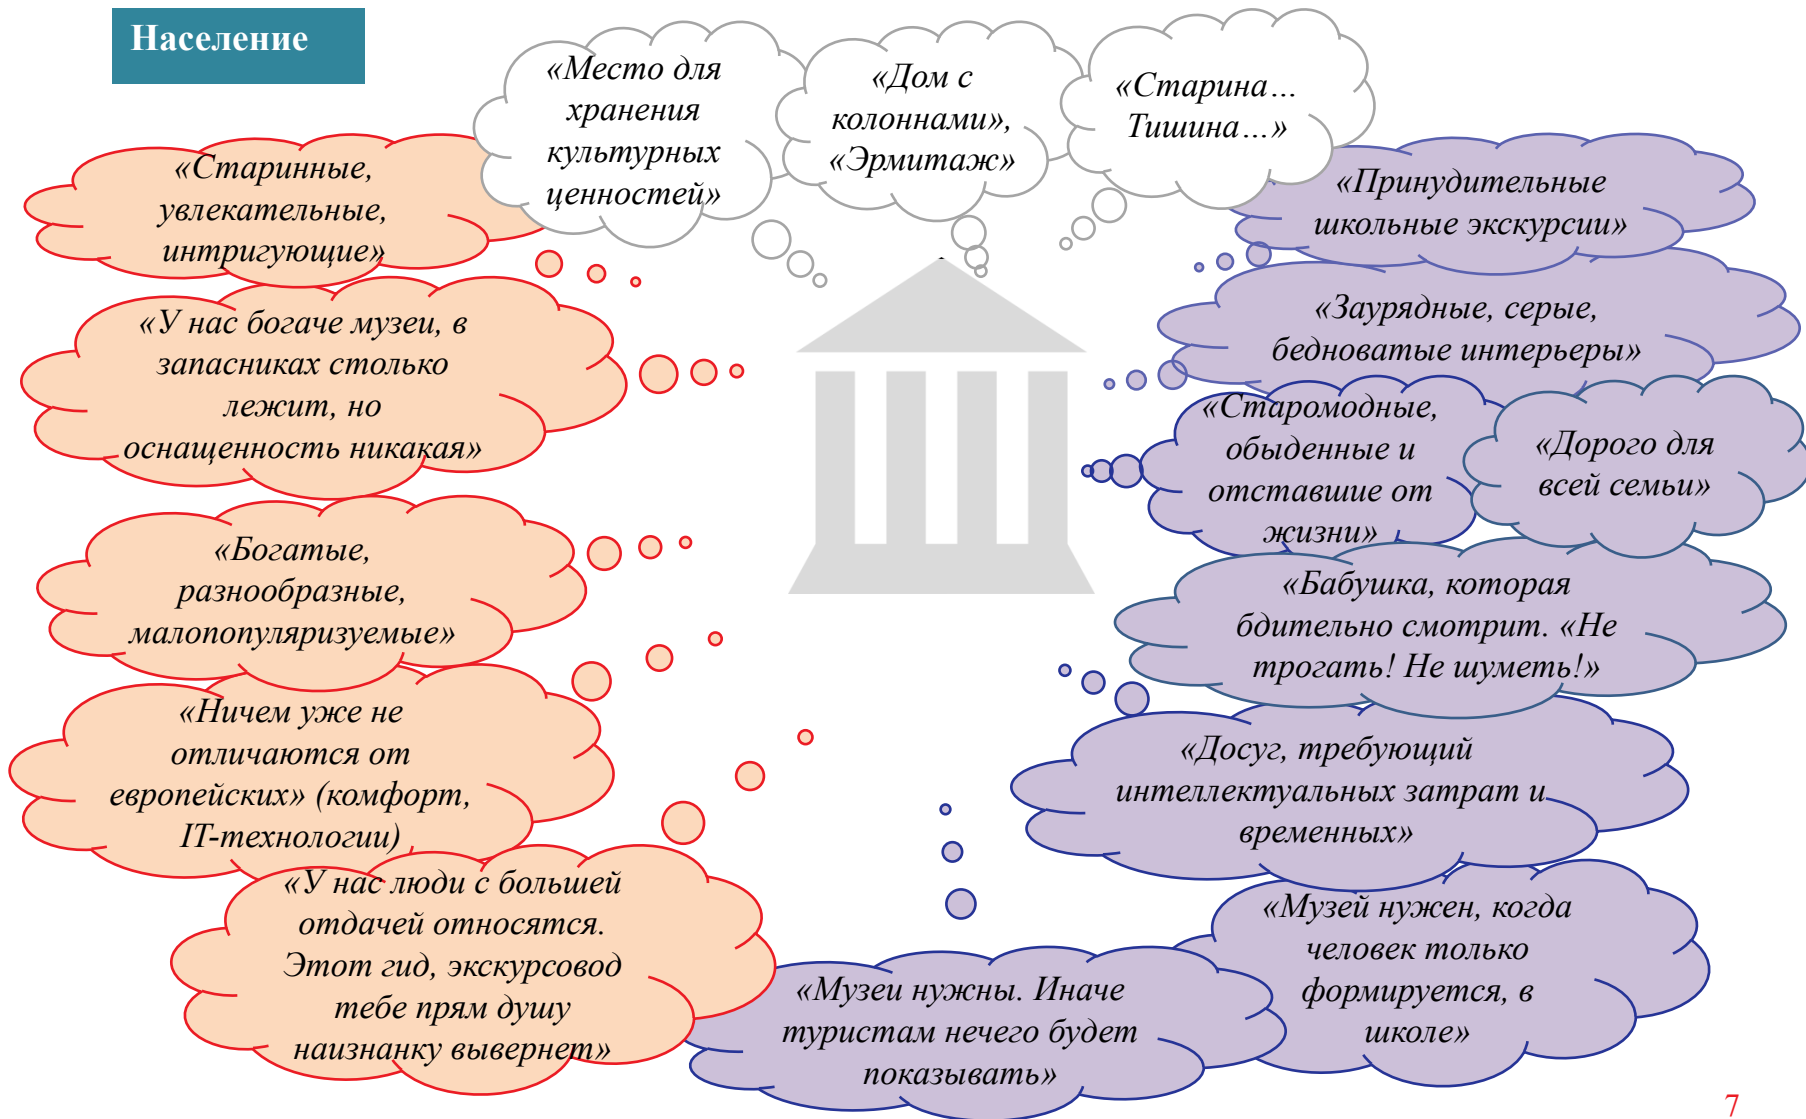 Население
«Место для
хранения
культурных
ценностей»
«Дом с
колоннами»,
«Эрмитаж»
«Старина…
Тишина…»
«Старинные,
увлекательные,
интригующие»
«У нас богаче музеи, в
запасниках столько
лежит, но
оснащенность никакая»
«Богатые,
разнообразные,
малопопуляризуемые»
«Ничем уже не
отличаются от
европейских» (комфорт,
IT-технологии)
«У нас люди с большей
отдачей относятся.
Этот гид, экскурсовод
тебе прям душу
наизнанку вывернет»
«Принудительные
школьные экскурсии»
«Заурядные, серые,
бедноватые интерьеры»
«Старомодные,
обыденные и
отставшие от
жизни»
«Дорого для
всей семьи»
«Бабушка, которая
бдительно смотрит. «Не
трогать! Не шуметь!»
«Досуг, требующий
интеллектуальных затрат и
временных»
«Музей нужен, когда
человек только
формируется, в
школе»
«Музеи нужны. Иначе
туристам нечего будет
показывать»
7